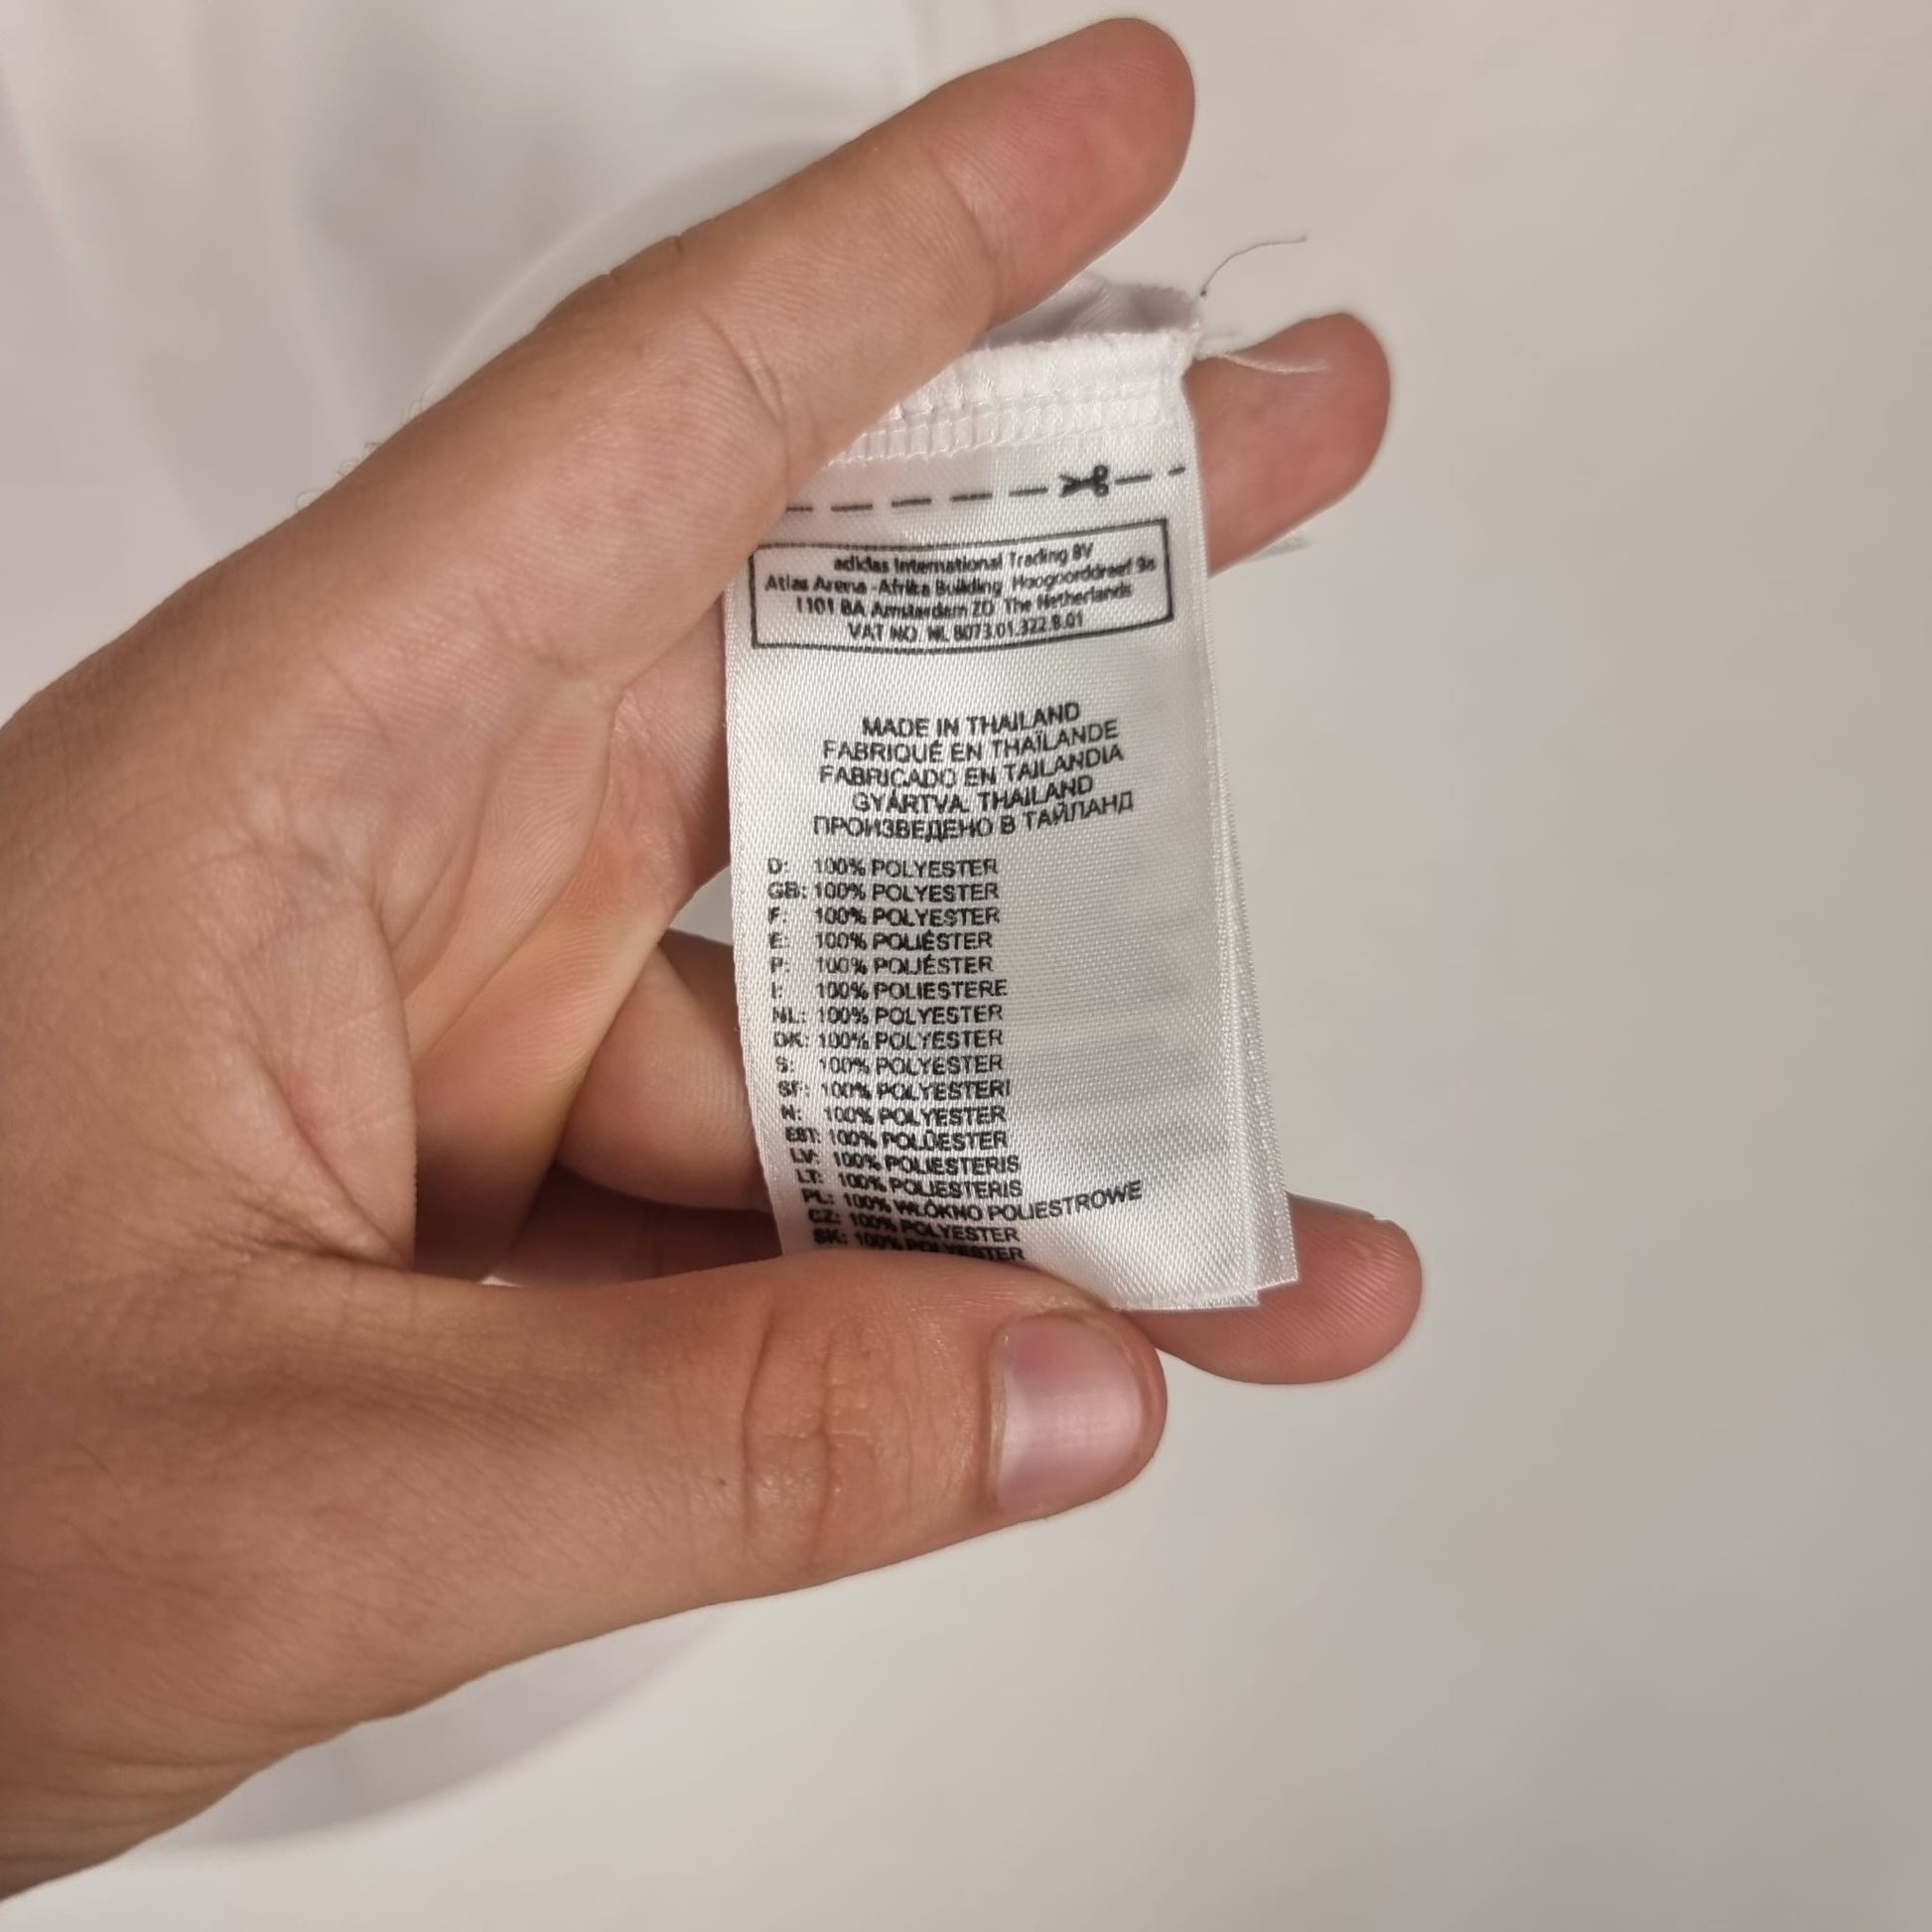 adidas International Trading BV
Atlas Arena -Afrika Building, Hoogoorddreef 9a
1101 BA Amsterdam ZO The Netherlands
VAT NO. NL 8073.01.322.B.01
MADE IN THAILAND
FABRIQUÉ EN THAÏLANDE
FABRICADO EN TAILANDIA
GYÁRTVA. THAILAND
ПРОИЗВЕДЕНО В ТАЙЛАНД
D: 100% POLYESTER
GB: 100% POLYESTER
F: 100% POLYESTER
E: 100% POLIÉSTER
P: 100% POLIÉSTER
I: 100% POLIESTERE
NL: 100% POLYESTER
DK: 100% POLYESTER
S: 100% POLYESTER
SF: 100% POLYESTERI
N: 100% POLYESTER
EST: 100% POLÜESTER
LV: 100% POLIESTERIS
LT: 100% POLIESTERIS
PL: 100% WŁÓKNO POLIESTROWE
CZ: 100% POLYESTER
SK: 100% POLYESTER